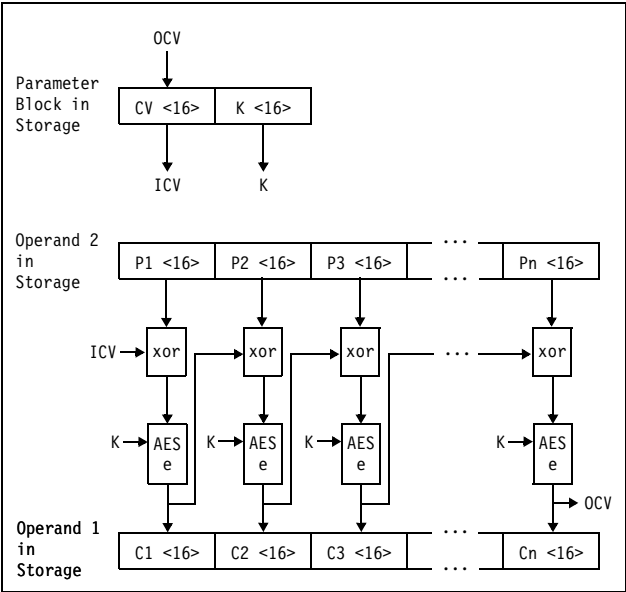 OCV
Parameter
Block in
Storage
CV <16> K <16>
ICV K
Operand 2
in
Storage
P1 <16> P2 <16> P3 <16> ... ... Pn <16>
ICV xor xor xor ... xor
K AES e K AES e K AES e K AES e
OCV
Operand 1
in
Storage
C1 <16> C2 <16> C3 <16> ... ... Cn <16>